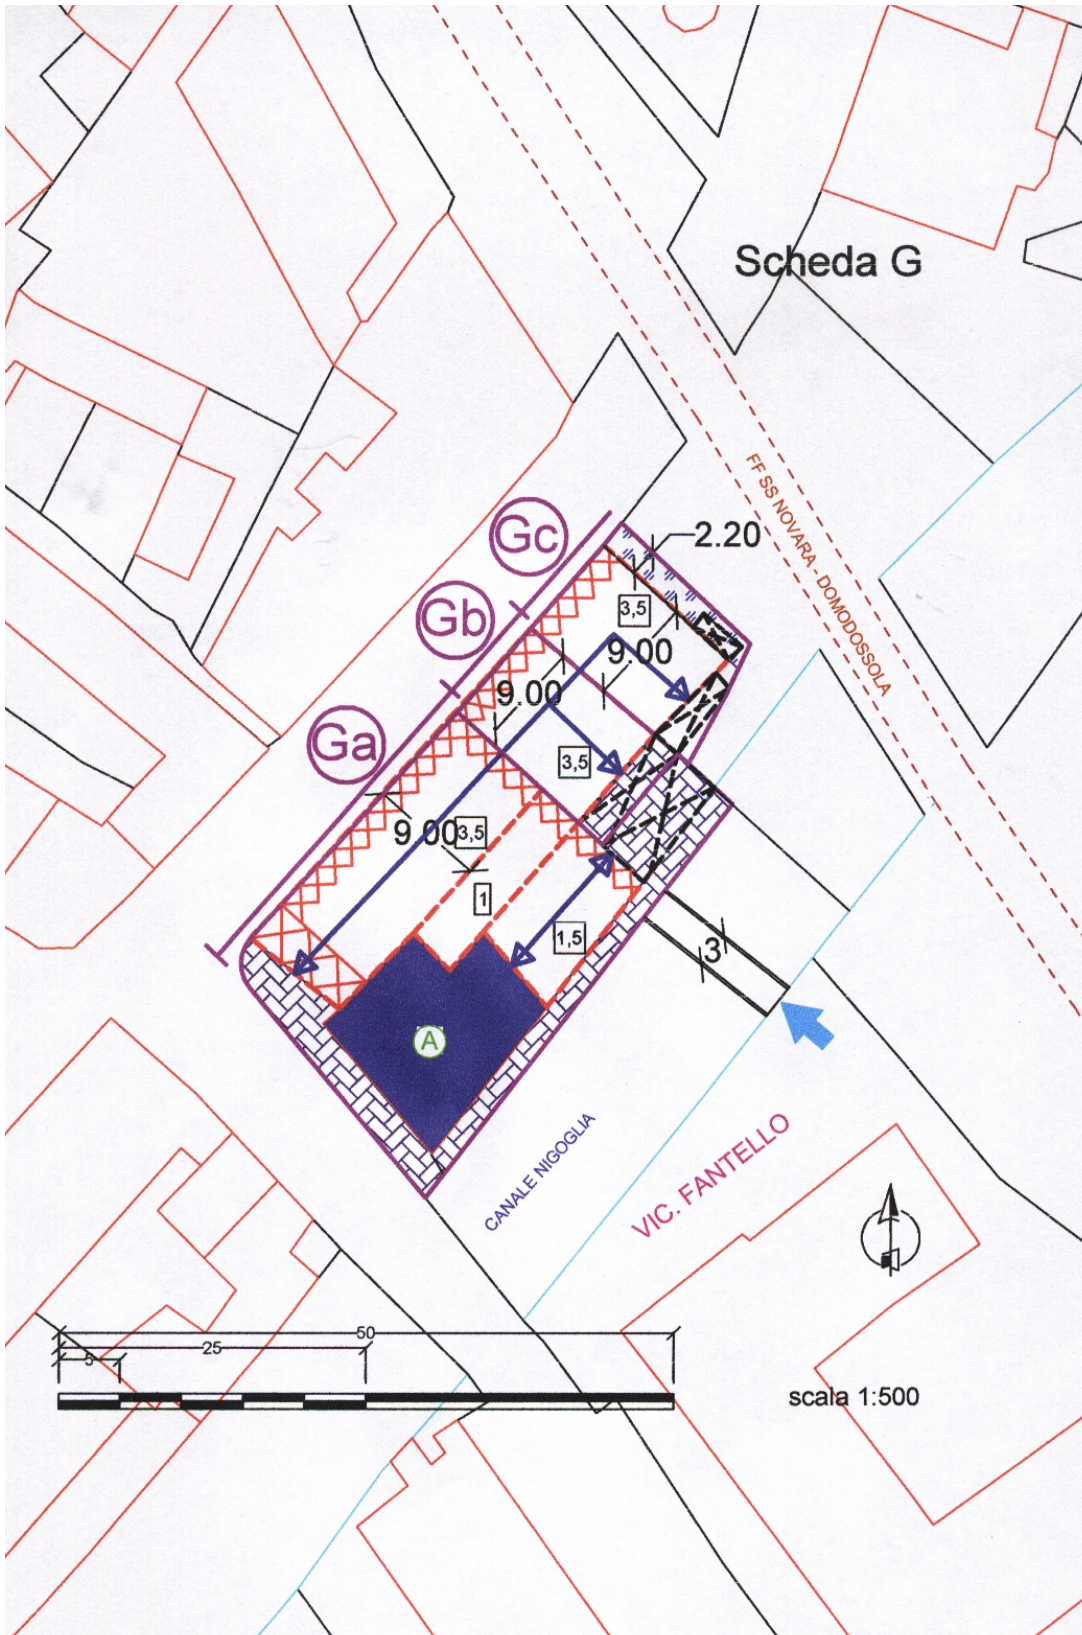 Scheda G
FF SS NOVARA - DOMODOSSOLA
Gc
2.20
Gb
3,5
9.00
9.00
Ga
3,5
9.00
3,5
1
1,5
3
A
CANALE NIGOGLIA
VIC. FANTELLO
50
25
5
scala 1:500